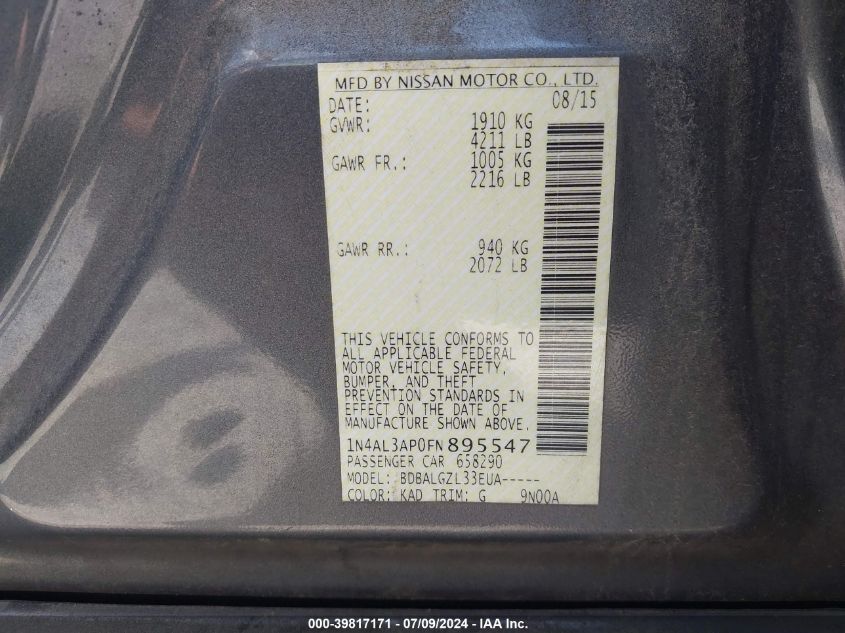 MFD BY NISSAN MOTOR CO., LTD.
DATE: 08/15
GVWR: 1910 KG
4211 LB
GAWR FR.: 1005 KG
2216 LB
GAWR RR.: 940 KG
2072 LB
THIS VEHICLE CONFORMS TO
ALL APPLICABLE FEDERAL
MOTOR VEHICLE SAFETY,
BUMPER, AND THEFT
PREVENTION STANDARDS IN
EFFECT ON THE DATE OF
MANUFACTURE SHOWN ABOVE.
1N4AL3AP0FN895547
PASSENGER CAR 658290
MODEL: BDBALGZL33EUA-----
COLOR: KAD TRIM: G 9N00A
000-39817171 / 07/09/2024 - IAA Inc.